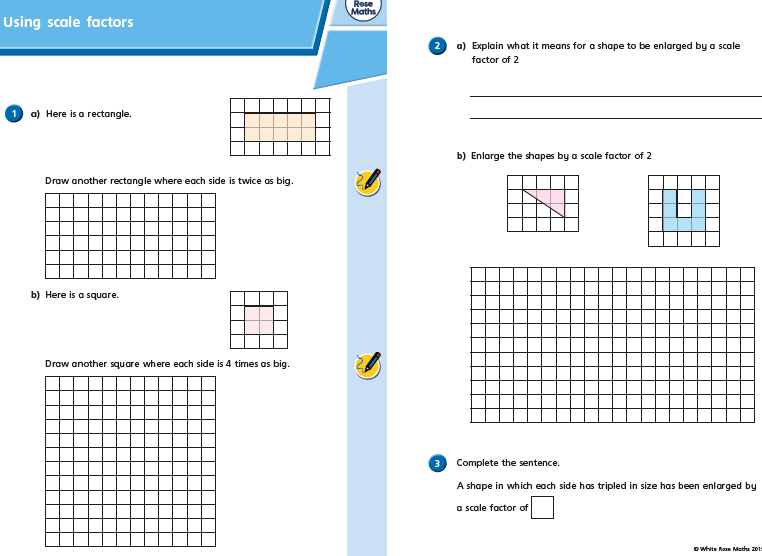 Using scale factors
Rose
Maths
1 a) Here is a rectangle.
Draw another rectangle where each side is twice as big.
b) Here is a square.
Draw another square where each side is 4 times as big.
2 a) Explain what it means for a shape to be enlarged by a scale
factor of 2
b) Enlarge the shapes by a scale factor of 2
3 Complete the sentence.
A shape in which each side has tripled in size has been enlarged by
a scale factor of
© White Rose Maths